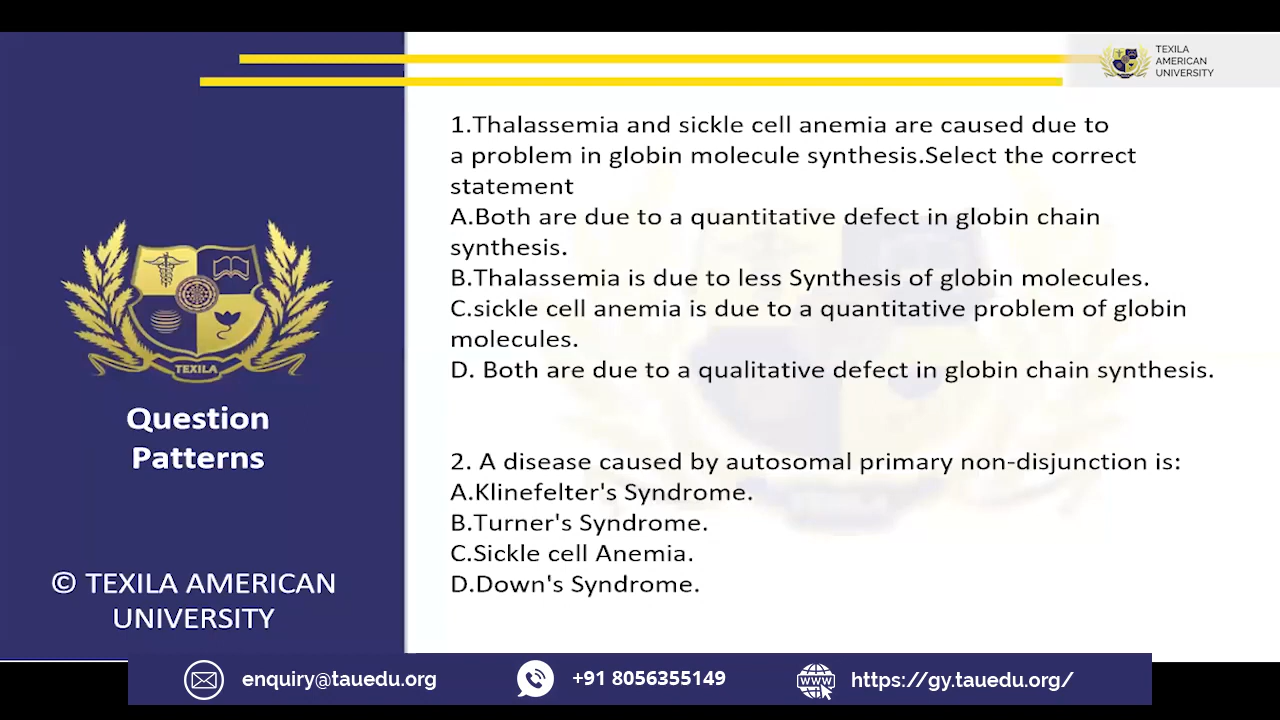 TEXILA
AMERICAN
UNIVERSITY
1.Thalassemia and sickle cell anemia are caused due to
a problem in globin molecule synthesis.Select the correct
statement
A.Both are due to a quantitative defect in globin chain
synthesis.
B.Thalassemia is due to less Synthesis of globin molecules.
C.sickle cell anemia is due to a quantitative problem of globin
molecules.
D. Both are due to a qualitative defect in globin chain synthesis.
2. A disease caused by autosomal primary non-disjunction is:
A.Klinefelter's Syndrome.
B.Turner's Syndrome.
C.Sickle cell Anemia.
D.Down's Syndrome.
TEXILA
Question
Patterns
© TEXILA AMERICAN
UNIVERSITY
enquiry@tauedu.org
+91 8056355149
WWW
https://gy.tauedu.org/